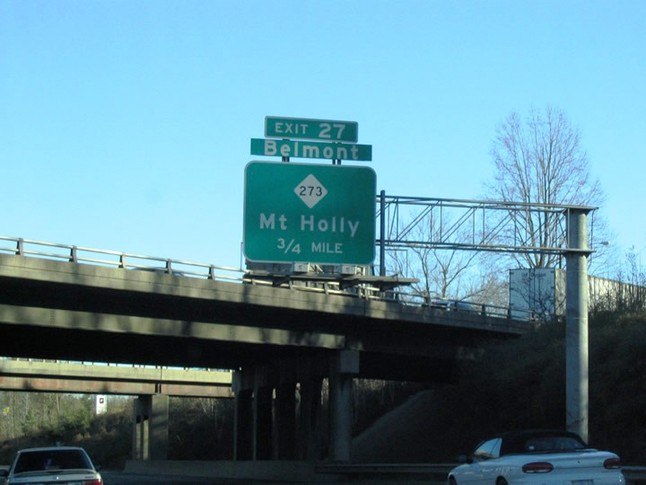 EXIT 27
Belmont
273
Mt Holly
3/4 MILE